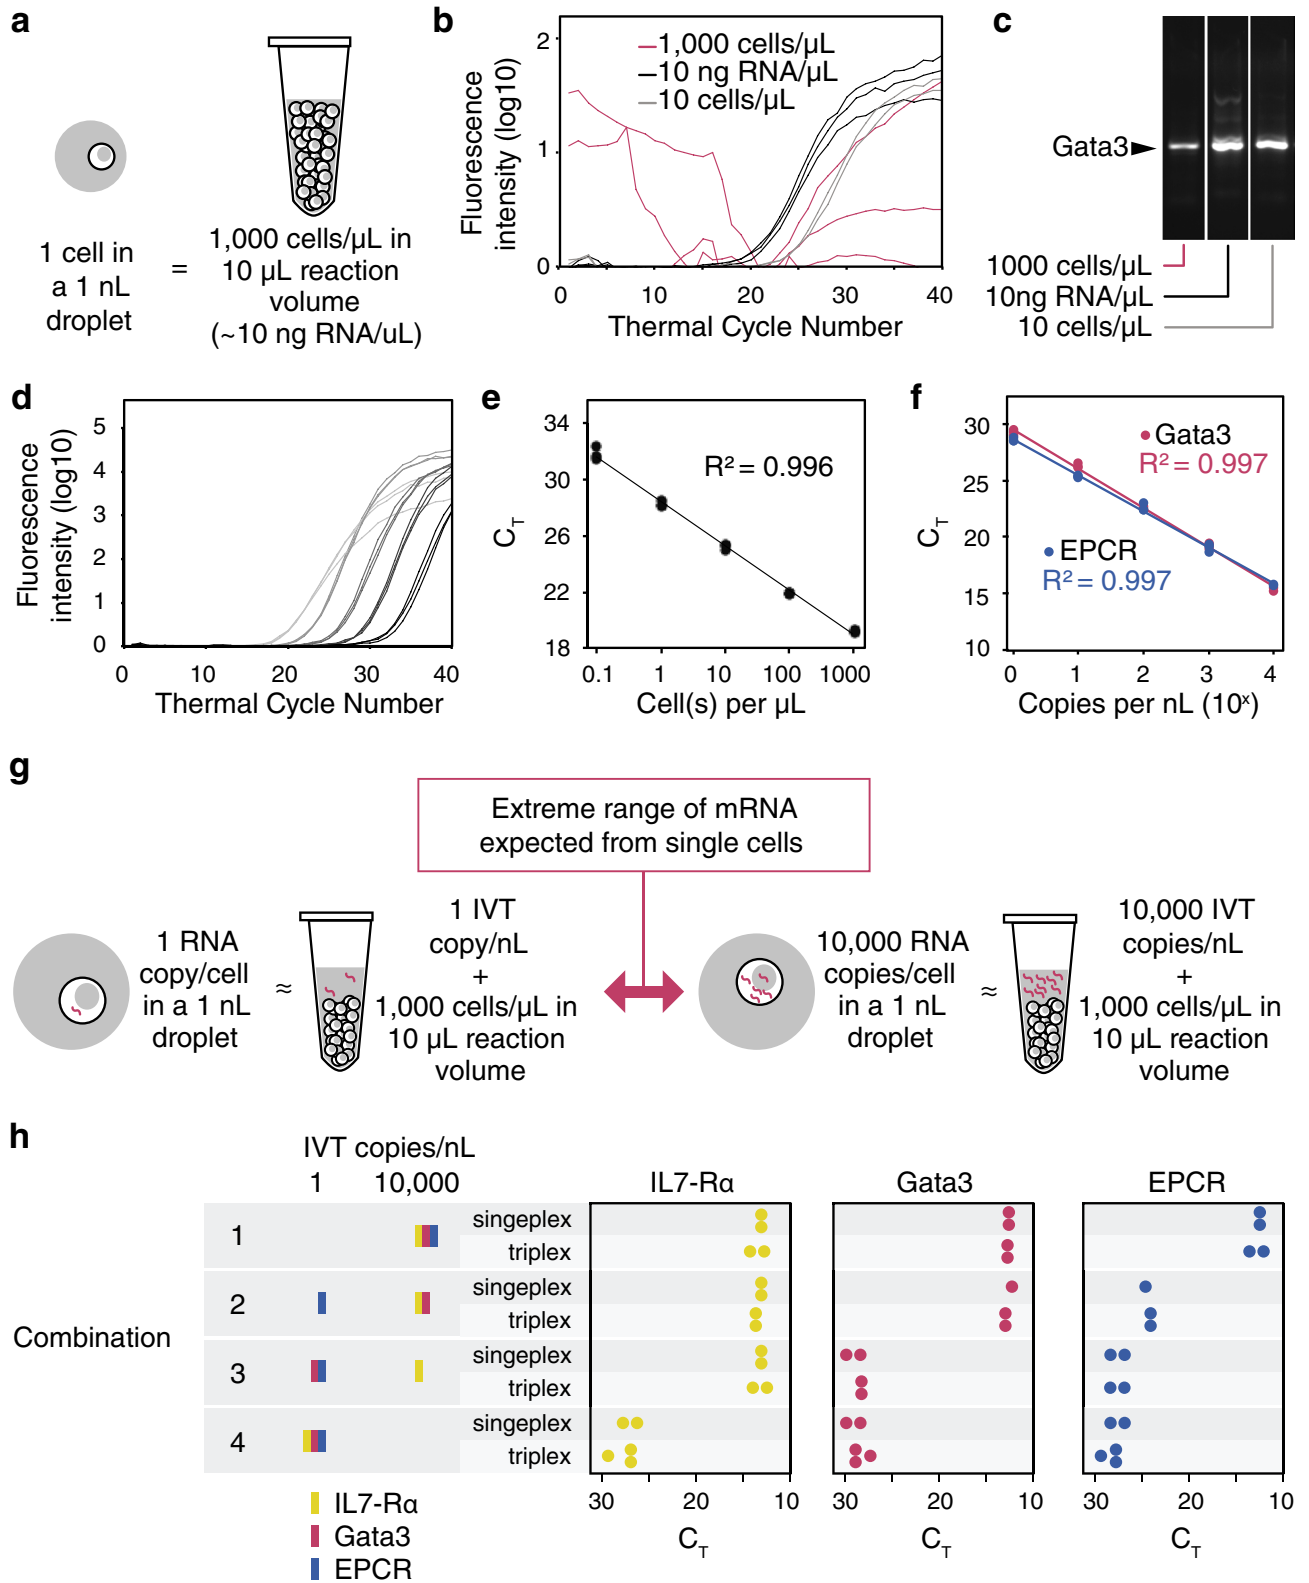 a
1 cell in
a 1 nL
droplet
=
1,000 cells/µL in
10 µL reaction
volume
(~10 ng RNA/uL)
b
Fluorescence
intensity (log10)
2
1
0
1,000 cells/µL
10 ng RNA/µL
10 cells/µL
0 10 20 30 40
Thermal Cycle Number
c
Gata3
1000 cells/µL
10ng RNA/µL
10 cells/µL
d
Fluorescence
intensity (log10)
5
4
3
2
1
0
0 10 20 30 40
Thermal Cycle Number
e
CT
34
30
26
22
18
R² = 0.996
0.1 1 10 100 1000
Cell(s) per µL
f
CT
30
25
20
15
10
Gata3
R² = 0.997
EPCR
R² = 0.997
0 1 2 3 4
Copies per nL (10ˣ)
g
Extreme range of mRNA
expected from single cells
1 RNA
copy/cell
in a 1 nL
droplet
≈
1 IVT
copy/nL
+
1,000 cells/µL in
10 µL reaction
volume
10,000 RNA
copies/cell
in a 1 nL
droplet
≈
10,000 IVT
copies/nL
+
1,000 cells/µL in
10 µL reaction
volume
h
IVT copies/nL
1 10,000
IL7-Rα Gata3 EPCR
Combination
1
singeplex
triplex
2
singeplex
triplex
3
singeplex
triplex
4
singeplex
triplex
30 20 10
CT
30 20 10
CT
30 20 10
CT
IL7-Rα
Gata3
EPCR